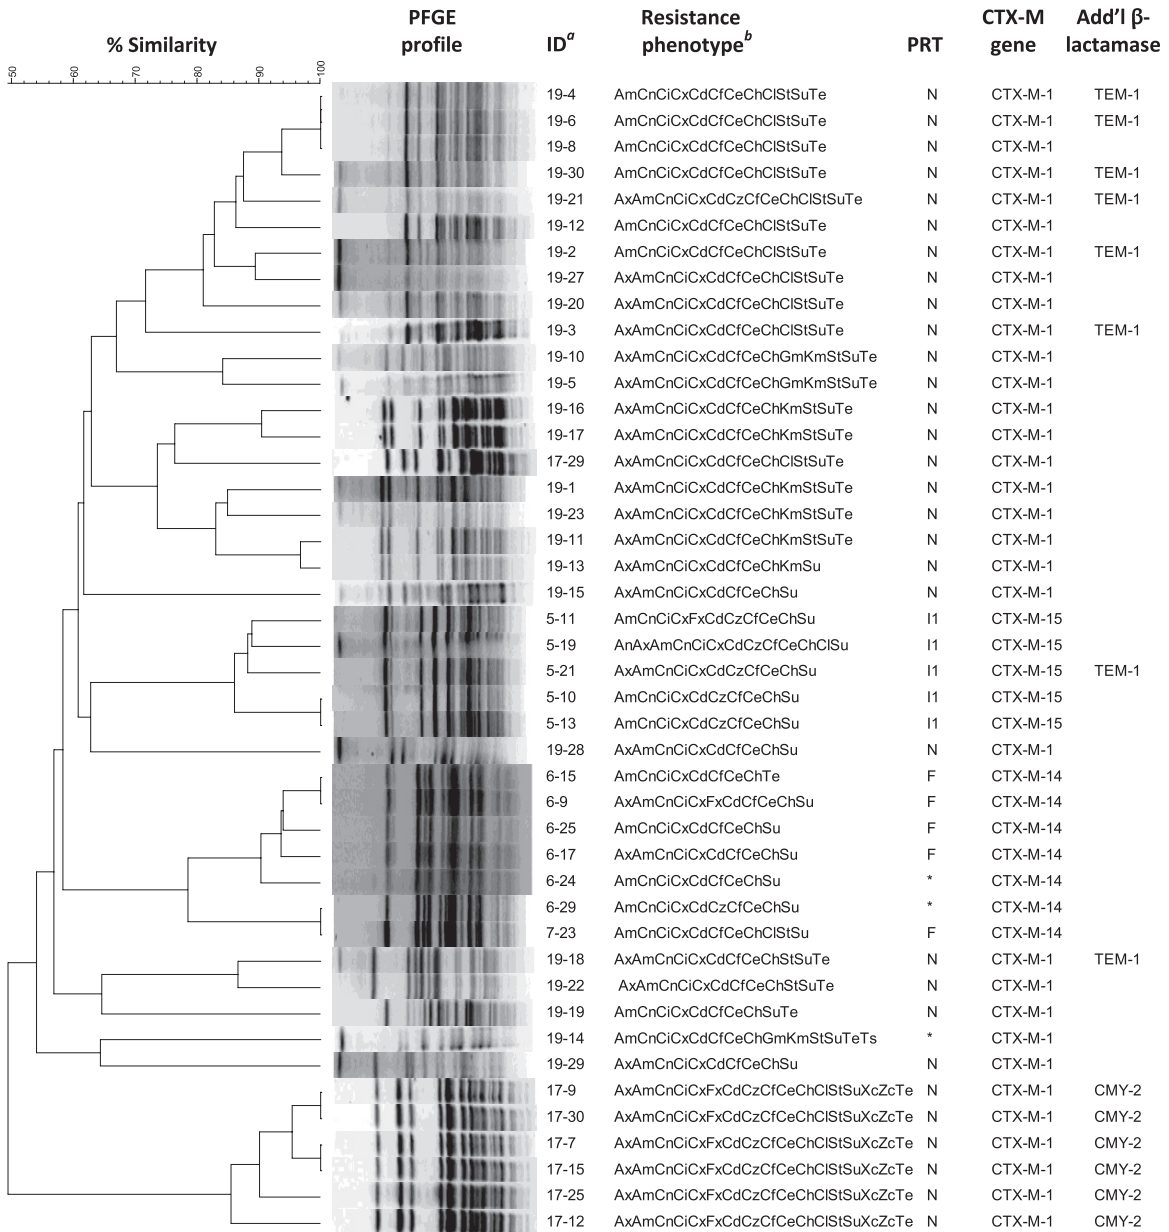 PFGE profile
Resistance phenotypeb
CTX-M gene
Add'l β-lactamase
% Similarity
IDa
PRT
50 60 70 80 90 100
19-4 AmCnCiCxCdCfCeChClStSuTe N CTX-M-1 TEM-1
19-6 AmCnCiCxCdCfCeChClStSuTe N CTX-M-1 TEM-1
19-8 AmCnCiCxCdCfCeChClStSuTe N CTX-M-1
19-30 AmCnCiCxCdCfCeChClStSuTe N CTX-M-1 TEM-1
19-21 AxAmCnCiCxCdCzCfCeChClStSuTe N CTX-M-1 TEM-1
19-12 AmCnCiCxCdCfCeChClStSuTe N CTX-M-1
19-2 AmCnCiCxCdCfCeChClStSuTe N CTX-M-1 TEM-1
19-27 AxAmCnCiCxCdCfCeChClStSuTe N CTX-M-1
19-20 AxAmCnCiCxCdCfCeChClStSuTe N CTX-M-1
19-3 AxAmCnCiCxCdCfCeChClStSuTe N CTX-M-1 TEM-1
19-10 AxAmCnCiCxCdCfCeChGmKmStSuTe N CTX-M-1
19-5 AxAmCnCiCxCdCfCeChGmKmStSuTe N CTX-M-1
19-16 AxAmCnCiCxCdCfCeChKmStSuTe N CTX-M-1
19-17 AxAmCnCiCxCdCfCeChKmStSuTe N CTX-M-1
17-29 AxAmCnCiCxCdCfCeChClStSuTe N CTX-M-1
19-1 AxAmCnCiCxCdCfCeChKmStSuTe N CTX-M-1
19-23 AxAmCnCiCxCdCfCeChKmStSuTe N CTX-M-1
19-11 AxAmCnCiCxCdCfCeChKmStSuTe N CTX-M-1
19-13 AxAmCnCiCxCdCfCeChKmSu N CTX-M-1
19-15 AxAmCnCiCxCdCfCeChSu N CTX-M-1
5-11 AmCnCiCxFxCdCzCfCeChSu I1 CTX-M-15
5-19 AnAxAmCnCiCxCdCzCfCeChClSu I1 CTX-M-15
5-21 AxAmCnCiCxCdCzCfCeChSu I1 CTX-M-15 TEM-1
5-10 AmCnCiCxCdCzCfCeChSu I1 CTX-M-15
5-13 AmCnCiCxCdCzCfCeChSu I1 CTX-M-15
19-28 AxAmCnCiCxCdCfCeChSu N CTX-M-1
6-15 AmCnCiCxCdCfCeChTe F CTX-M-14
6-9 AxAmCnCiCxFxCdCfCeChSu F CTX-M-14
6-25 AmCnCiCxCdCfCeChSu F CTX-M-14
6-17 AxAmCnCiCxCdCfCeChSu F CTX-M-14
6-24 AmCnCiCxCdCfCeChSu * CTX-M-14
6-29 AmCnCiCxCdCzCfCeChSu * CTX-M-14
7-23 AmCnCiCxCdCfCeChClStSu F CTX-M-14
19-18 AxAmCnCiCxCdCfCeChStSuTe N CTX-M-1 TEM-1
19-22 AxAmCnCiCxCdCfCeChStSuTe N CTX-M-1
19-19 AmCnCiCxCdCfCeChSuTe N CTX-M-1
19-14 AmCnCiCxCdCfCeChGmKmStSuTeTs * CTX-M-1
19-29 AxAmCnCiCxCdCfCeChSu N CTX-M-1
17-9 AxAmCnCiCxFxCdCzCfCeChClStSuXcZcTe N CTX-M-1 CMY-2
17-30 AxAmCnCiCxFxCdCzCfCeChClStSuXcZcTe N CTX-M-1 CMY-2
17-7 AxAmCnCiCxFxCdCzCfCeChClStSuXcZcTe N CTX-M-1 CMY-2
17-15 AxAmCnCiCxFxCdCzCfCeChClStSuXcZcTe N CTX-M-1 CMY-2
17-25 AxAmCnCiCxFxCdCzCfCeChClStSuXcZcTe N CTX-M-1 CMY-2
17-12 AxAmCnCiCxFxCdCzCfCeChClStSuXcZcTe N CTX-M-1 CMY-2